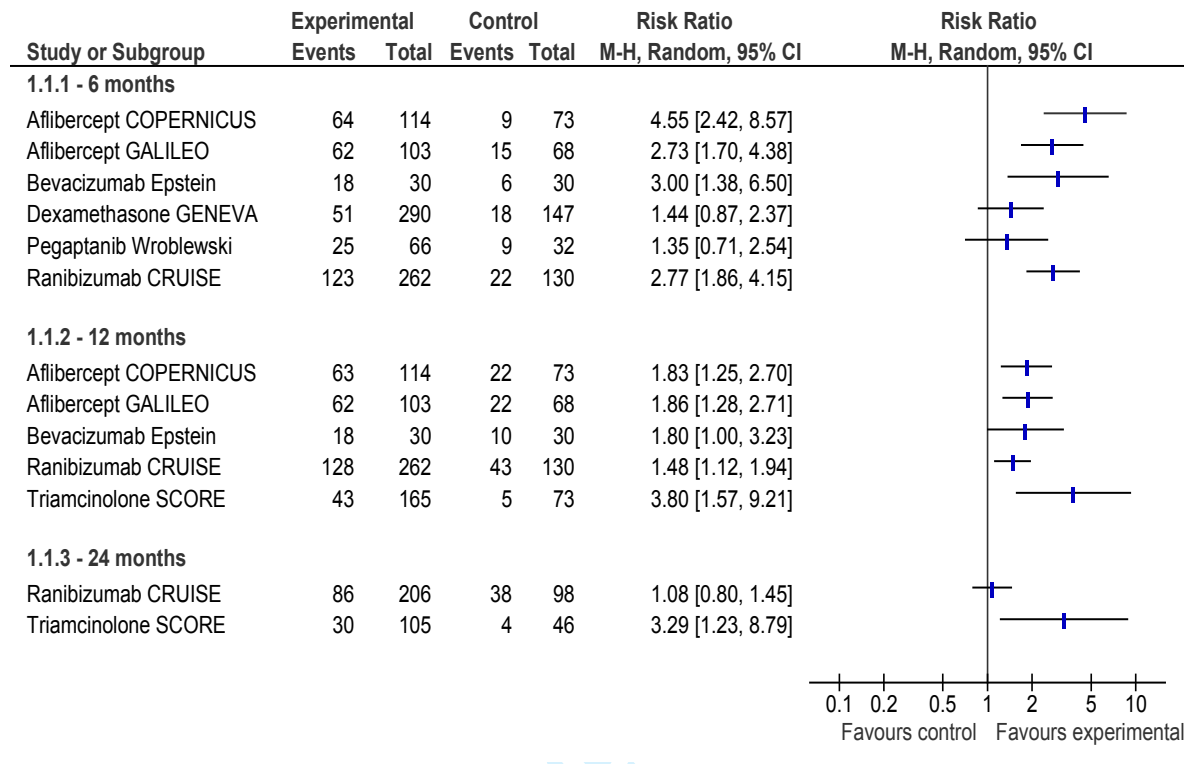 Experimental Control Risk Ratio Risk Ratio
Study or Subgroup Events Total Events Total M-H, Random, 95% CI M-H, Random, 95% CI
1.1.1 - 6 months
Aflibercept COPERNICUS 64 114 9 73 4.55 [2.42, 8.57]
Aflibercept GALILEO 62 103 15 68 2.73 [1.70, 4.38]
Bevacizumab Epstein 18 30 6 30 3.00 [1.38, 6.50]
Dexamethasone GENEVA 51 290 18 147 1.44 [0.87, 2.37]
Pegaptanib Wroblewski 25 66 9 32 1.35 [0.71, 2.54]
Ranibizumab CRUISE 123 262 22 130 2.77 [1.86, 4.15]
1.1.2 - 12 months
Aflibercept COPERNICUS 63 114 22 73 1.83 [1.25, 2.70]
Aflibercept GALILEO 62 103 22 68 1.86 [1.28, 2.71]
Bevacizumab Epstein 18 30 10 30 1.80 [1.00, 3.23]
Ranibizumab CRUISE 128 262 43 130 1.48 [1.12, 1.94]
Triamcinolone SCORE 43 165 5 73 3.80 [1.57, 9.21]
1.1.3 - 24 months
Ranibizumab CRUISE 86 206 38 98 1.08 [0.80, 1.45]
Triamcinolone SCORE 30 105 4 46 3.29 [1.23, 8.79]
0.1 0.2 0.5 1 2 5 10
Favours control Favours experimental